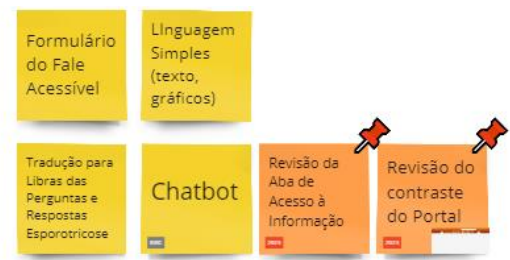 Formulário
do Fale
Acessível
LInguagem
Simples
(texto,
gráficos)
Tradução para
Libras das
Perguntas e
Respostas
Esporotricose
Chatbot
Revisão da
Aba de
Acesso à
Informação
Revisão do
contraste
do Portal